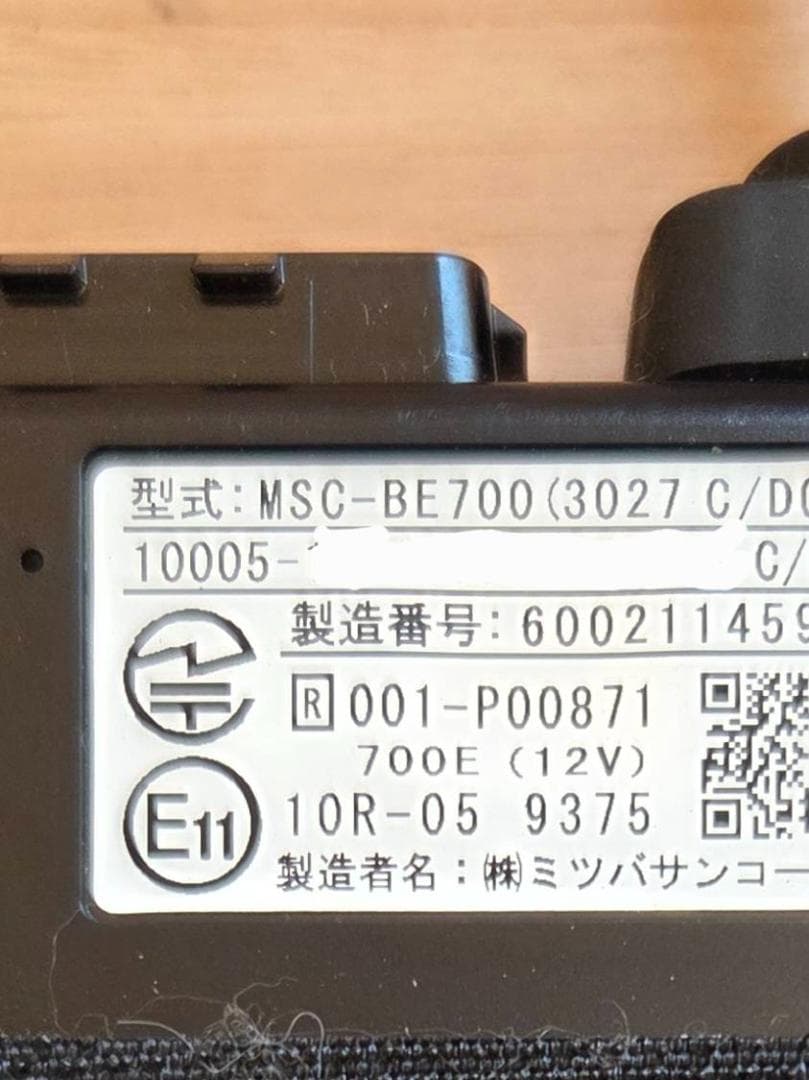 型式:MSC-BE700(3027 C/D
10005-
C/
製造番号:600211459
R 001-P00871
700E (12V)
E11 10R-05 9375
製造者名:㈱ミツバサンコー